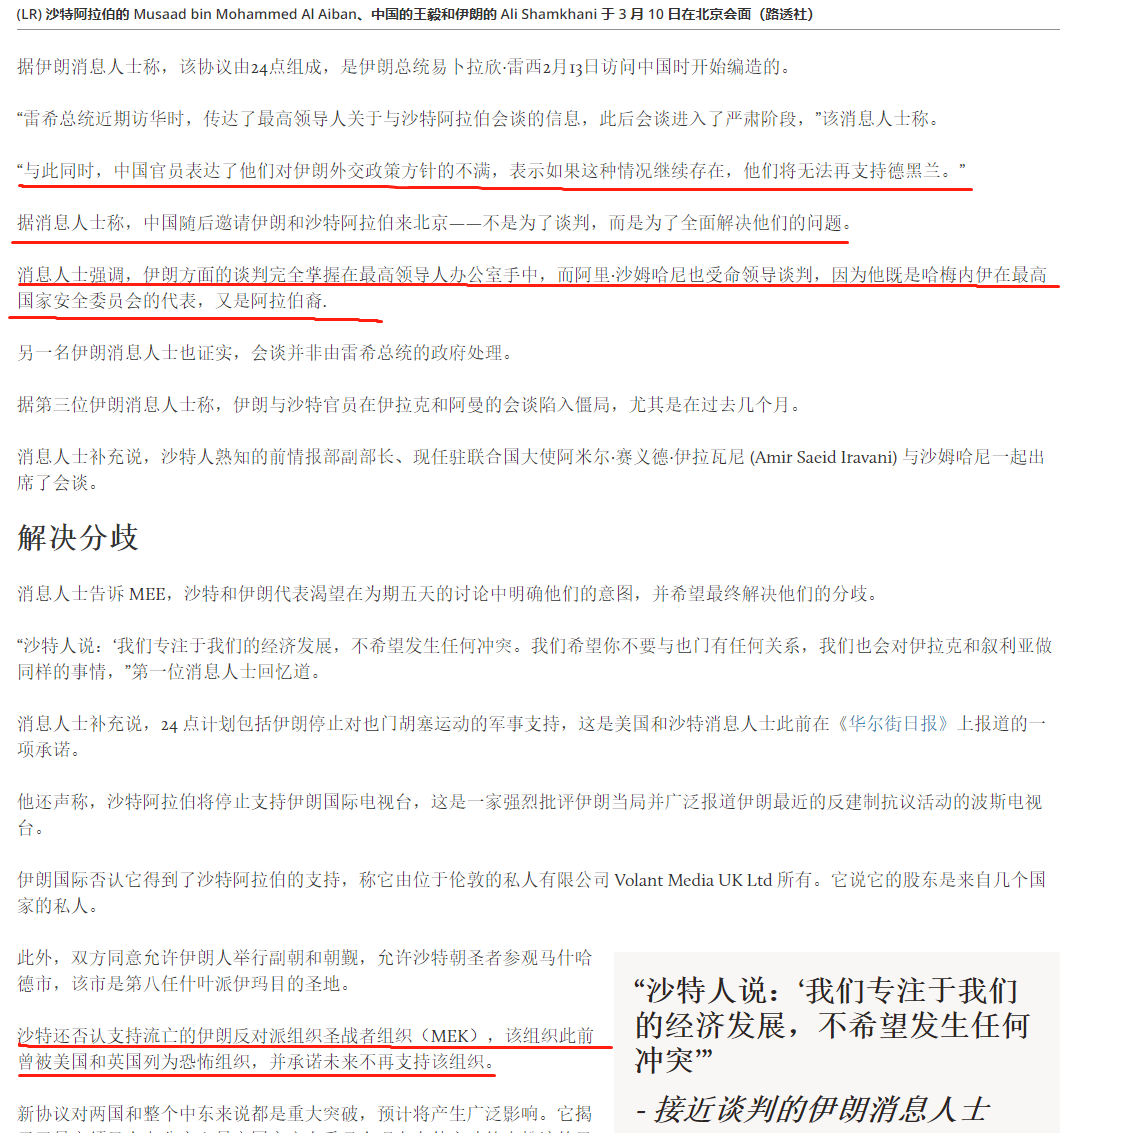 (LR) 沙特阿拉伯的 Musaad bin Mohammed Al Aiban、中国的王毅和伊朗的 Ali Shamkhani 于 3 月 10 日在北京会面（路透社）
据伊朗消息人士称，该协议由24点组成，是伊朗总统易卜拉欣·雷西2月13日访问中国时开始编造的。
“雷希总统近期访华时，传达了最高领导人关于与沙特阿拉伯会谈的信息，此后会谈进入了严肃阶段，”该消息人士称。
“与此同时，中国官员表达了他们对伊朗外交政策方针的不满，表示如果这种情况继续存在，他们将无法再支持德黑兰。”
据消息人士称，中国随后邀请伊朗和沙特阿拉伯来北京——不是为了谈判，而是为了全面解决他们的问题。
消息人士强调，伊朗方面的谈判完全掌握在最高领导人办公室手中，而阿里·沙姆哈尼也受命领导谈判，因为他既是哈梅内伊在最高
国家安全委员会的代表，又是阿拉伯裔.
另一名伊朗消息人士也证实，会谈并非由雷希总统的政府处理。
据第三位伊朗消息人士称，伊朗与沙特官员在伊拉克和阿曼的会谈陷入僵局，尤其是在过去几个月。
消息人士补充说，沙特人熟知的前情报部副部长、现任驻联合国大使阿米尔·赛义德·伊拉瓦尼 (Amir Saeid Iravani) 与沙姆哈尼一起出
席了会谈。
解决分歧
消息人士告诉 MEE，沙特和伊朗代表渴望在为期五天的讨论中明确他们的意图，并希望最终解决他们的分歧。
“沙特人说：‘我们专注于我们的经济发展，不希望发生任何冲突。我们希望你不要与也门有任何关系，我们也会对伊拉克和叙利亚做
同样的事情，”第一位消息人士回忆道。
消息人士补充说，24 点计划包括伊朗停止对也门胡塞运动的军事支持，这是美国和沙特消息人士此前在《华尔街日报》上报道的一
项承诺。
他还声称，沙特阿拉伯将停止支持伊朗国际电视台，这是一家强烈批评伊朗当局并广泛报道伊朗最近的反建制抗议活动的波斯电视
台。
伊朗国际否认它得到了沙特阿拉伯的支持，称它由位于伦敦的私人有限公司 Volant Media UK Ltd 所有。它说它的股东是来自几个国
家的私人。
此外，双方同意允许伊朗人举行副朝和朝觐，允许沙特朝圣者参观马什哈
德市，该市是第八任什叶派伊玛目的圣地。
沙特还否认支持流亡的伊朗反对派组织圣战者组织（MEK），该组织此前
曾被美国和英国列为恐怖组织，并承诺未来不再支持该组织。
新协议对两国和整个中东来说都是重大突破，预计将产生广泛影响。它揭
“沙特人说：‘我们专注于我们
的经济发展，不希望发生任何
冲突’”
- 接近谈判的伊朗消息人士